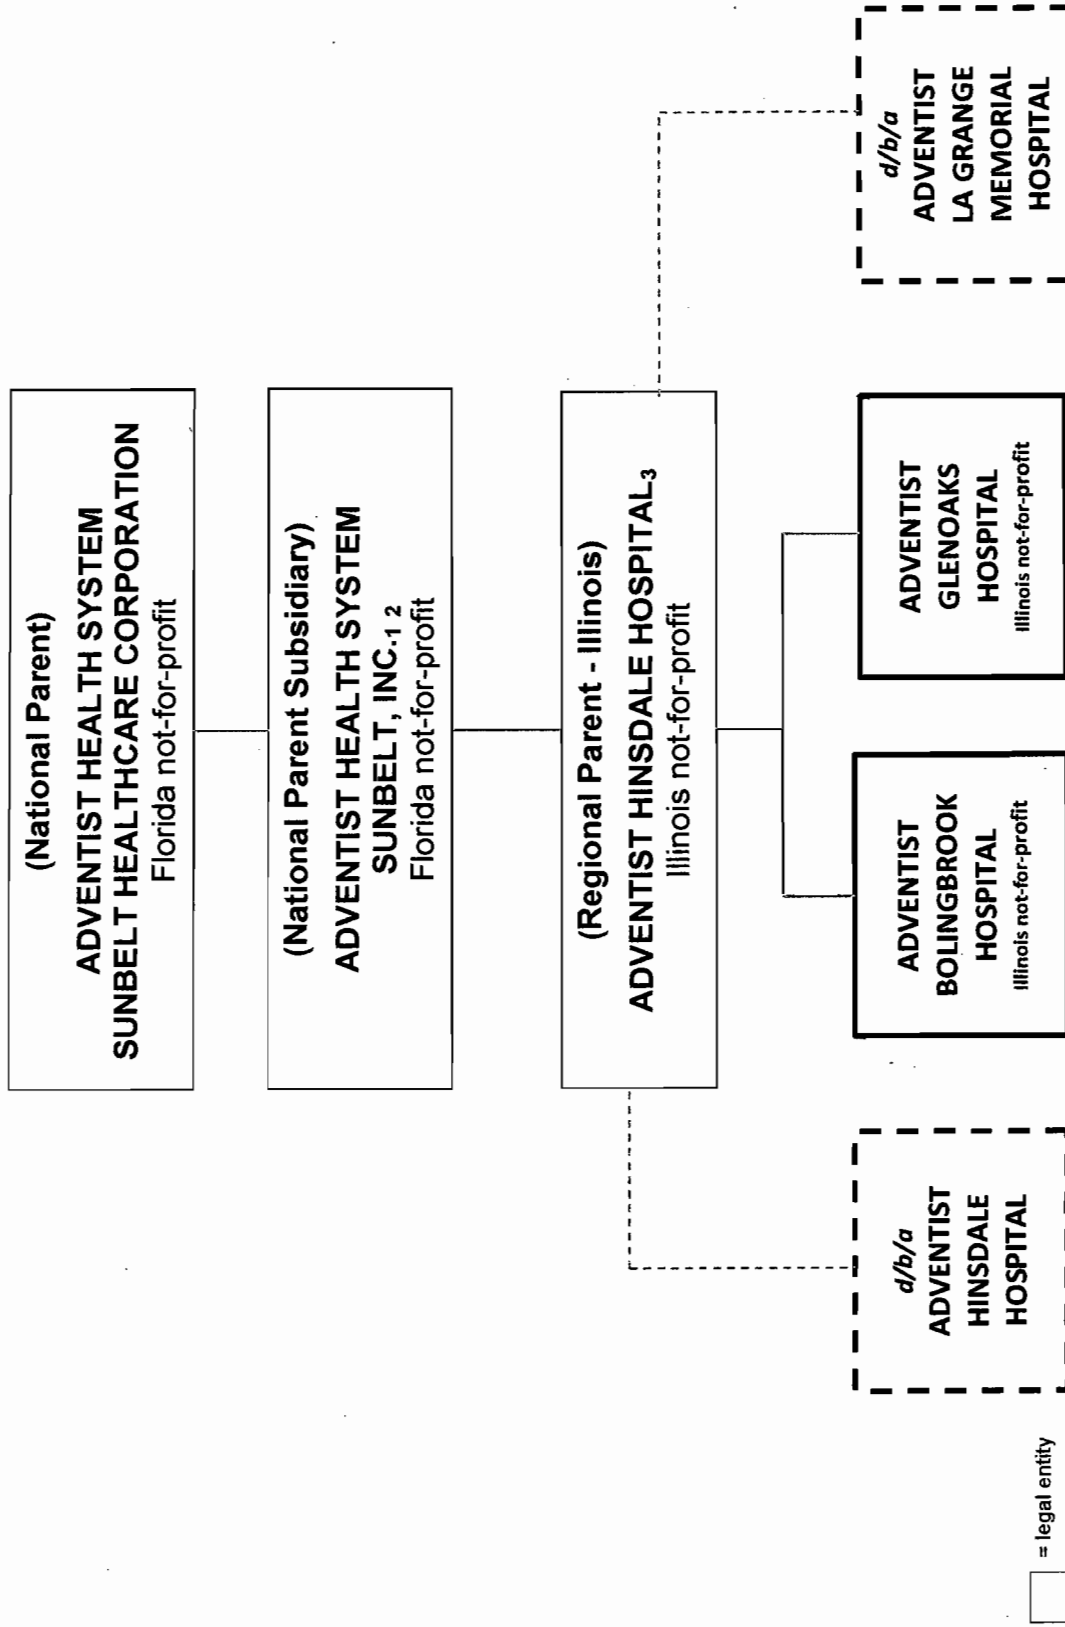 (National Parent)
ADVENTIST HEALTH SYSTEM
SUNBELT HEALTHCARE CORPORATION
Florida not-for-profit
(National Parent Subsidiary)
ADVENTIST HEALTH SYSTEM
SUNBELT, INC.1 2
Florida not-for-profit
(Regional Parent - Illinois)
ADVENTIST HINSDALE HOSPITAL3
Illinois not-for-profit
d/b/a
ADVENTIST
HINSDALE
HOSPITAL
ADVENTIST
BOLINGBROOK
HOSPITAL
Illinois not-for-profit
ADVENTIST
GLENOAKS
HOSPITAL
Illinois not-for-profit
d/b/a
ADVENTIST
LA GRANGE
MEMORIAL
HOSPITAL
= legal entity